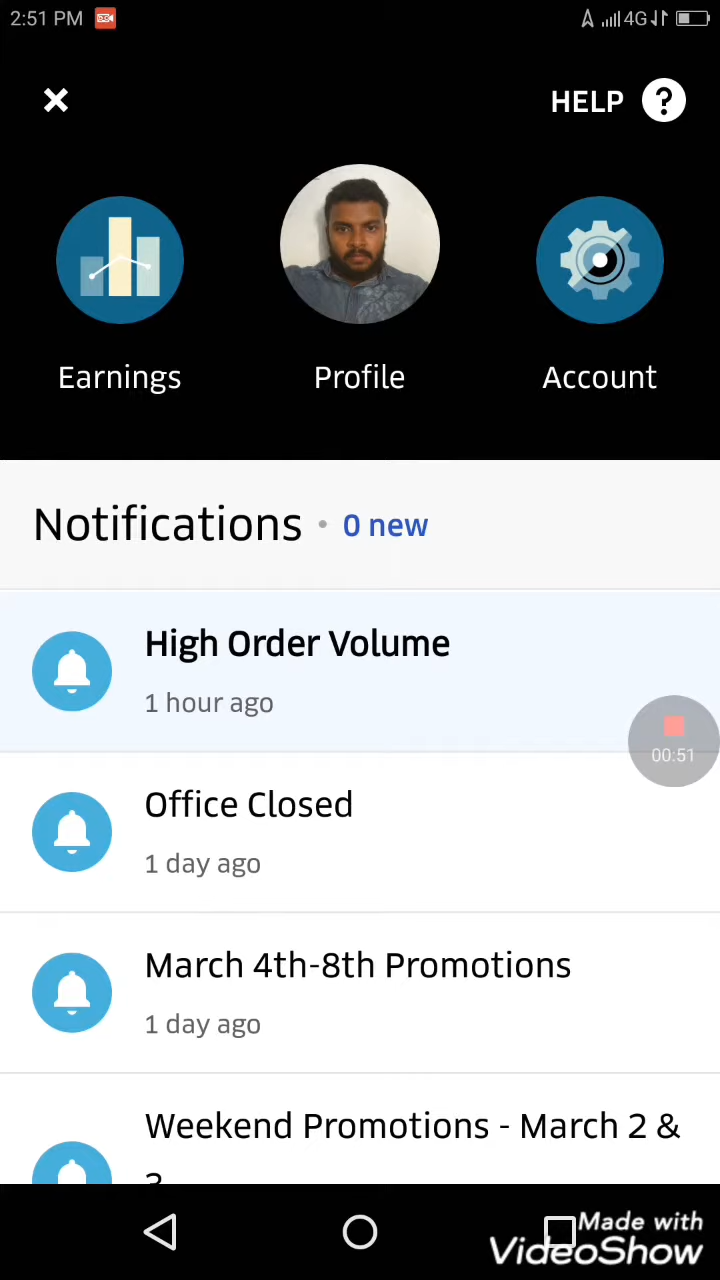 2:51 PM
4G
HELP ?
Earnings
Profile
Account
Notifications • 0 new
High Order Volume
1 hour ago
00:51
Office Closed
1 day ago
March 4th-8th Promotions
1 day ago
Weekend Promotions - March 2 &
Made with
VideoShow